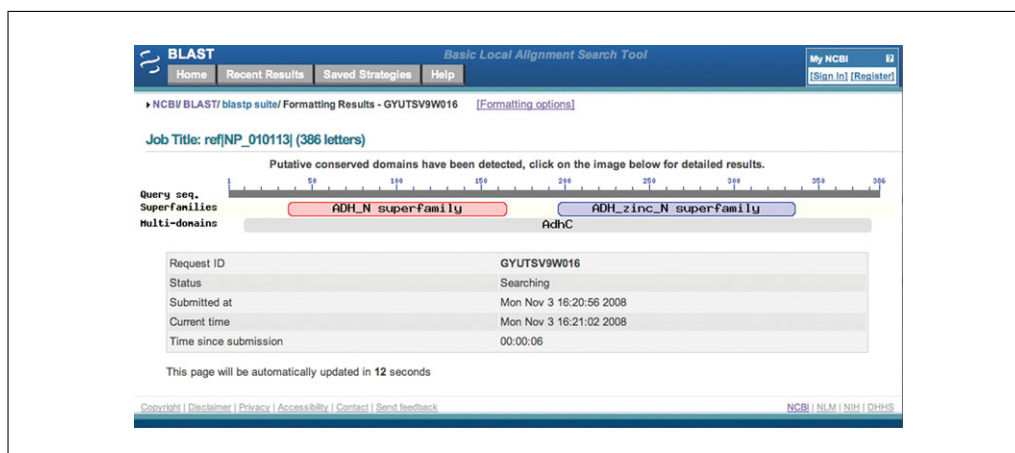 BLAST
Basic Local Alignment Search Tool
My NCBI
[Sign In] [Register]
Home Recent Results Saved Strategies Help
NCBI/ BLAST/ blastp suite/ Formatting Results - GYUTSV9W016 [Formatting options]
Job Title: ref|NP_010113| (386 letters)
Putative conserved domains have been detected, click on the image below for detailed results.
1 50 100 150 200 250 300 350 386
Query seq.
Superfamilies ADH_N superfamily ADH_zinc_N superfamily
Multi-domains AdhC
Request ID GYUTSV9W016
Status Searching
Submitted at Mon Nov 3 16:20:56 2008
Current time Mon Nov 3 16:21:02 2008
Time since submission 00:00:06
This page will be automatically updated in 12 seconds
Copyright | Disclaimer | Privacy | Accessibility | Contact | Send feedback NCBI | NLM | NIH | DHHS